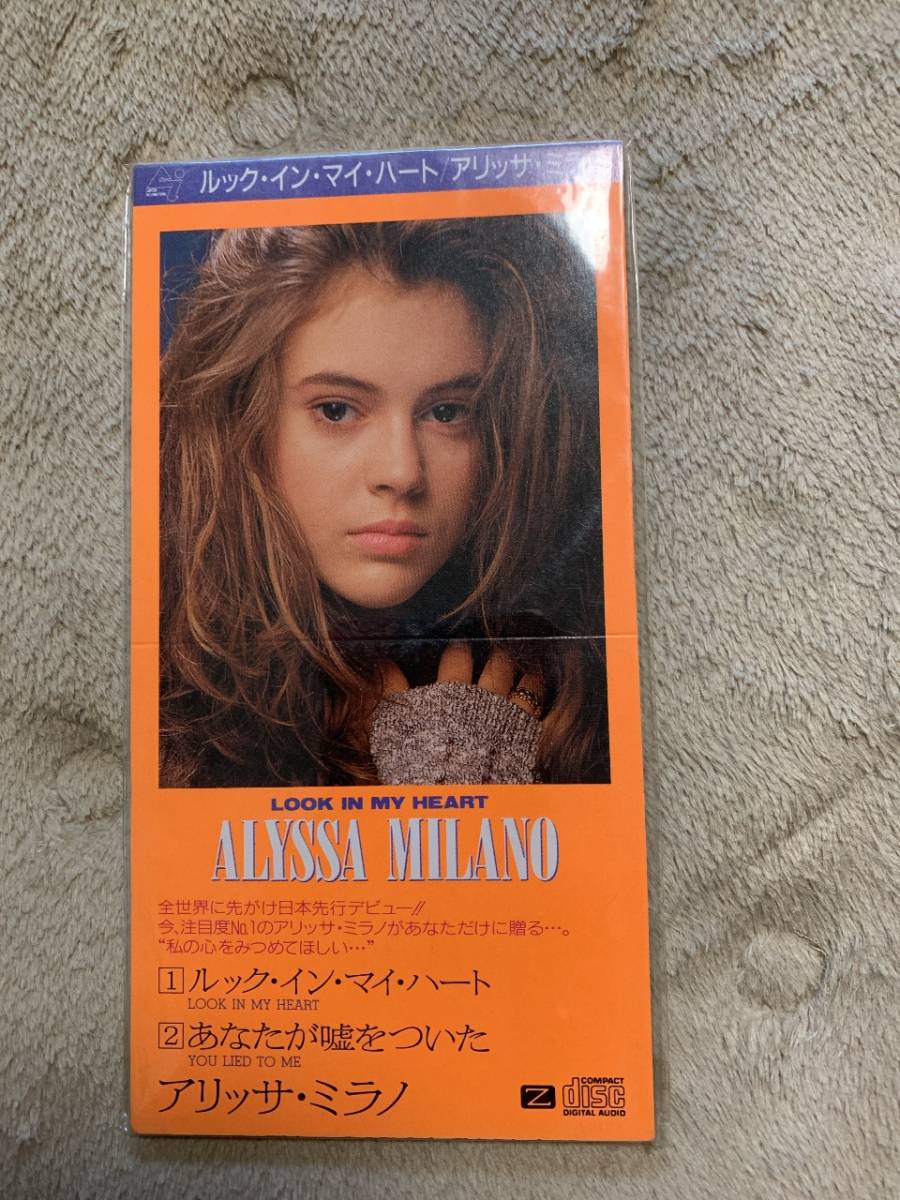 ルック・イン・マイ・ハート/アリッサ・ミラノ
LOOK IN MY HEART
ALYSSA MILANO
全世界に先がけ日本先行デビュー!!
今、注目度No.1のアリッサ・ミラノがあなただけに贈る…。
“私の心をみつめてほしい…”
1 ルック・イン・マイ・ハート
LOOK IN MY HEART
2 あなたが嘘をついた
YOU LIED TO ME
アリッサ・ミラノ
Z COMPACT disc DIGITAL AUDIO